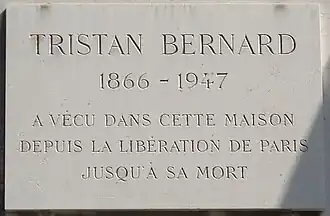 TRISTAN BERNARD
1866 - 1947
A VÉCU DANS CETTE MAISON
DEPUIS LA LIBÉRATION DE PARIS
JUSQU'À SA MORT